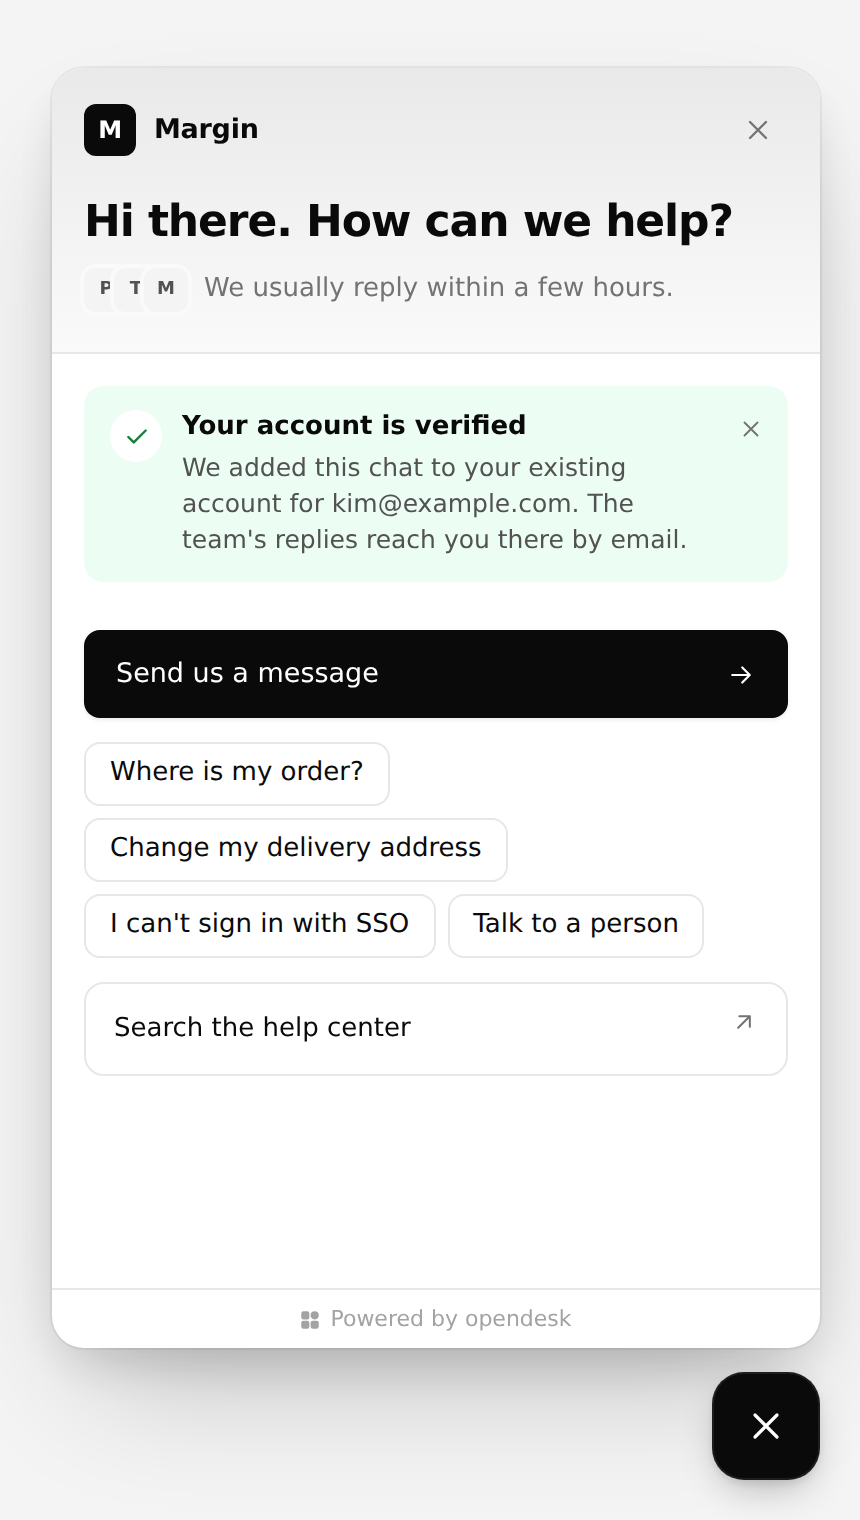 M Margin
Hi there. How can we help?
P T M We usually reply within a few hours.
Your account is verified
We added this chat to your existing
account for kim@example.com. The
team's replies reach you there by email.
Send us a message
Where is my order?
Change my delivery address
I can't sign in with SSO
Talk to a person
Search the help center
Powered by opendesk